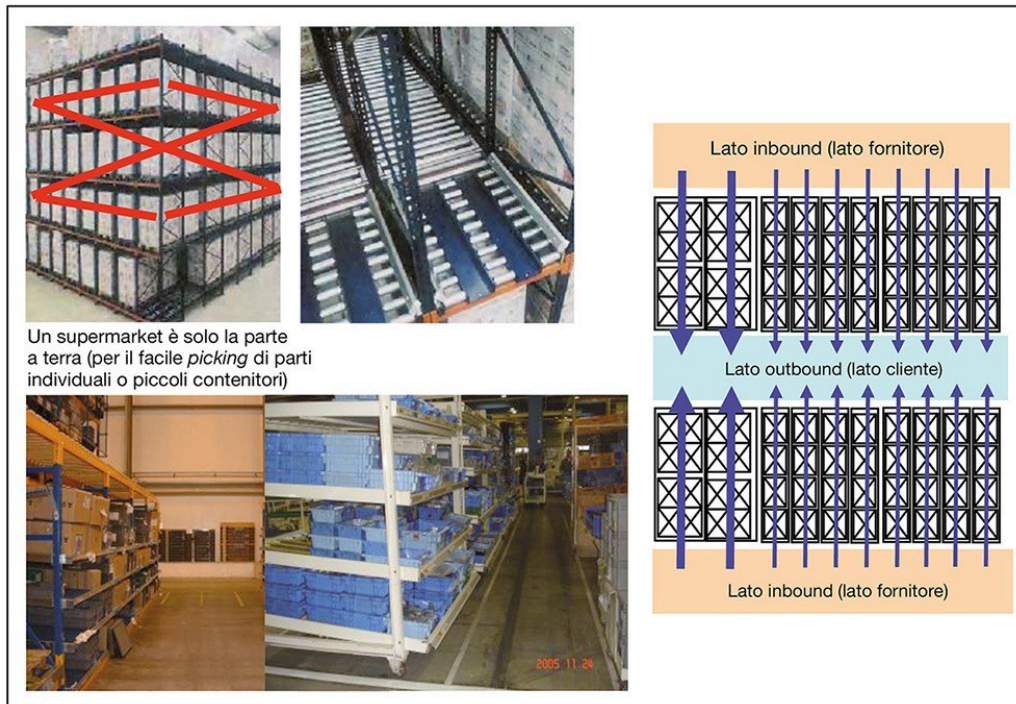 Un supermarket è solo la parte
a terra (per il facile picking di parti
individuali o piccoli contenitori)
2005 11 24
Lato inbound (lato fornitore)
Lato outbound (lato cliente)
Lato inbound (lato fornitore)